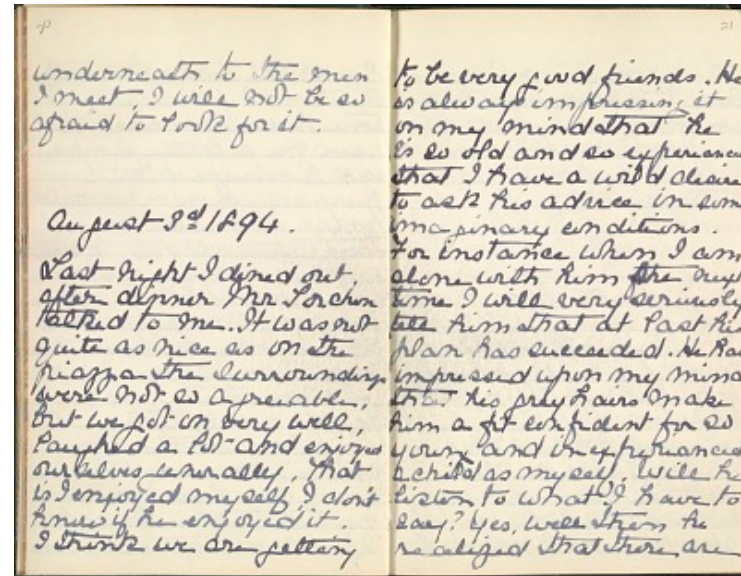 underneath to the men
I meet, I will not be so
afraid to look for it.
August 3rd 1894.
Last night I dined out,
after dinner Mr
talked to me. It was not
quite as nice as on the
piazza the surroundings
were not so agreeable,
but we got on very well,
laughed a lot and enjoyed
ourselves generally, that
is I enjoyed myself, I don't
know if he enjoyed it.
I think we are getting
21
to be very good friends. He
is always impressing it
on my mind that he
is so old and so experience
that I have a wild desire
to ask his advice in som
imaginary conditions.
For instance when I am
alone with him the next
time I will very seriously
tell him that at last his
plan has succeeded. He has
impressed upon my mind
that his grey hairs make
him a fit confident for so
young and inexperienced
a child as myself. Will he
listen to what I have to
say? Yes, well then he
realized that there are